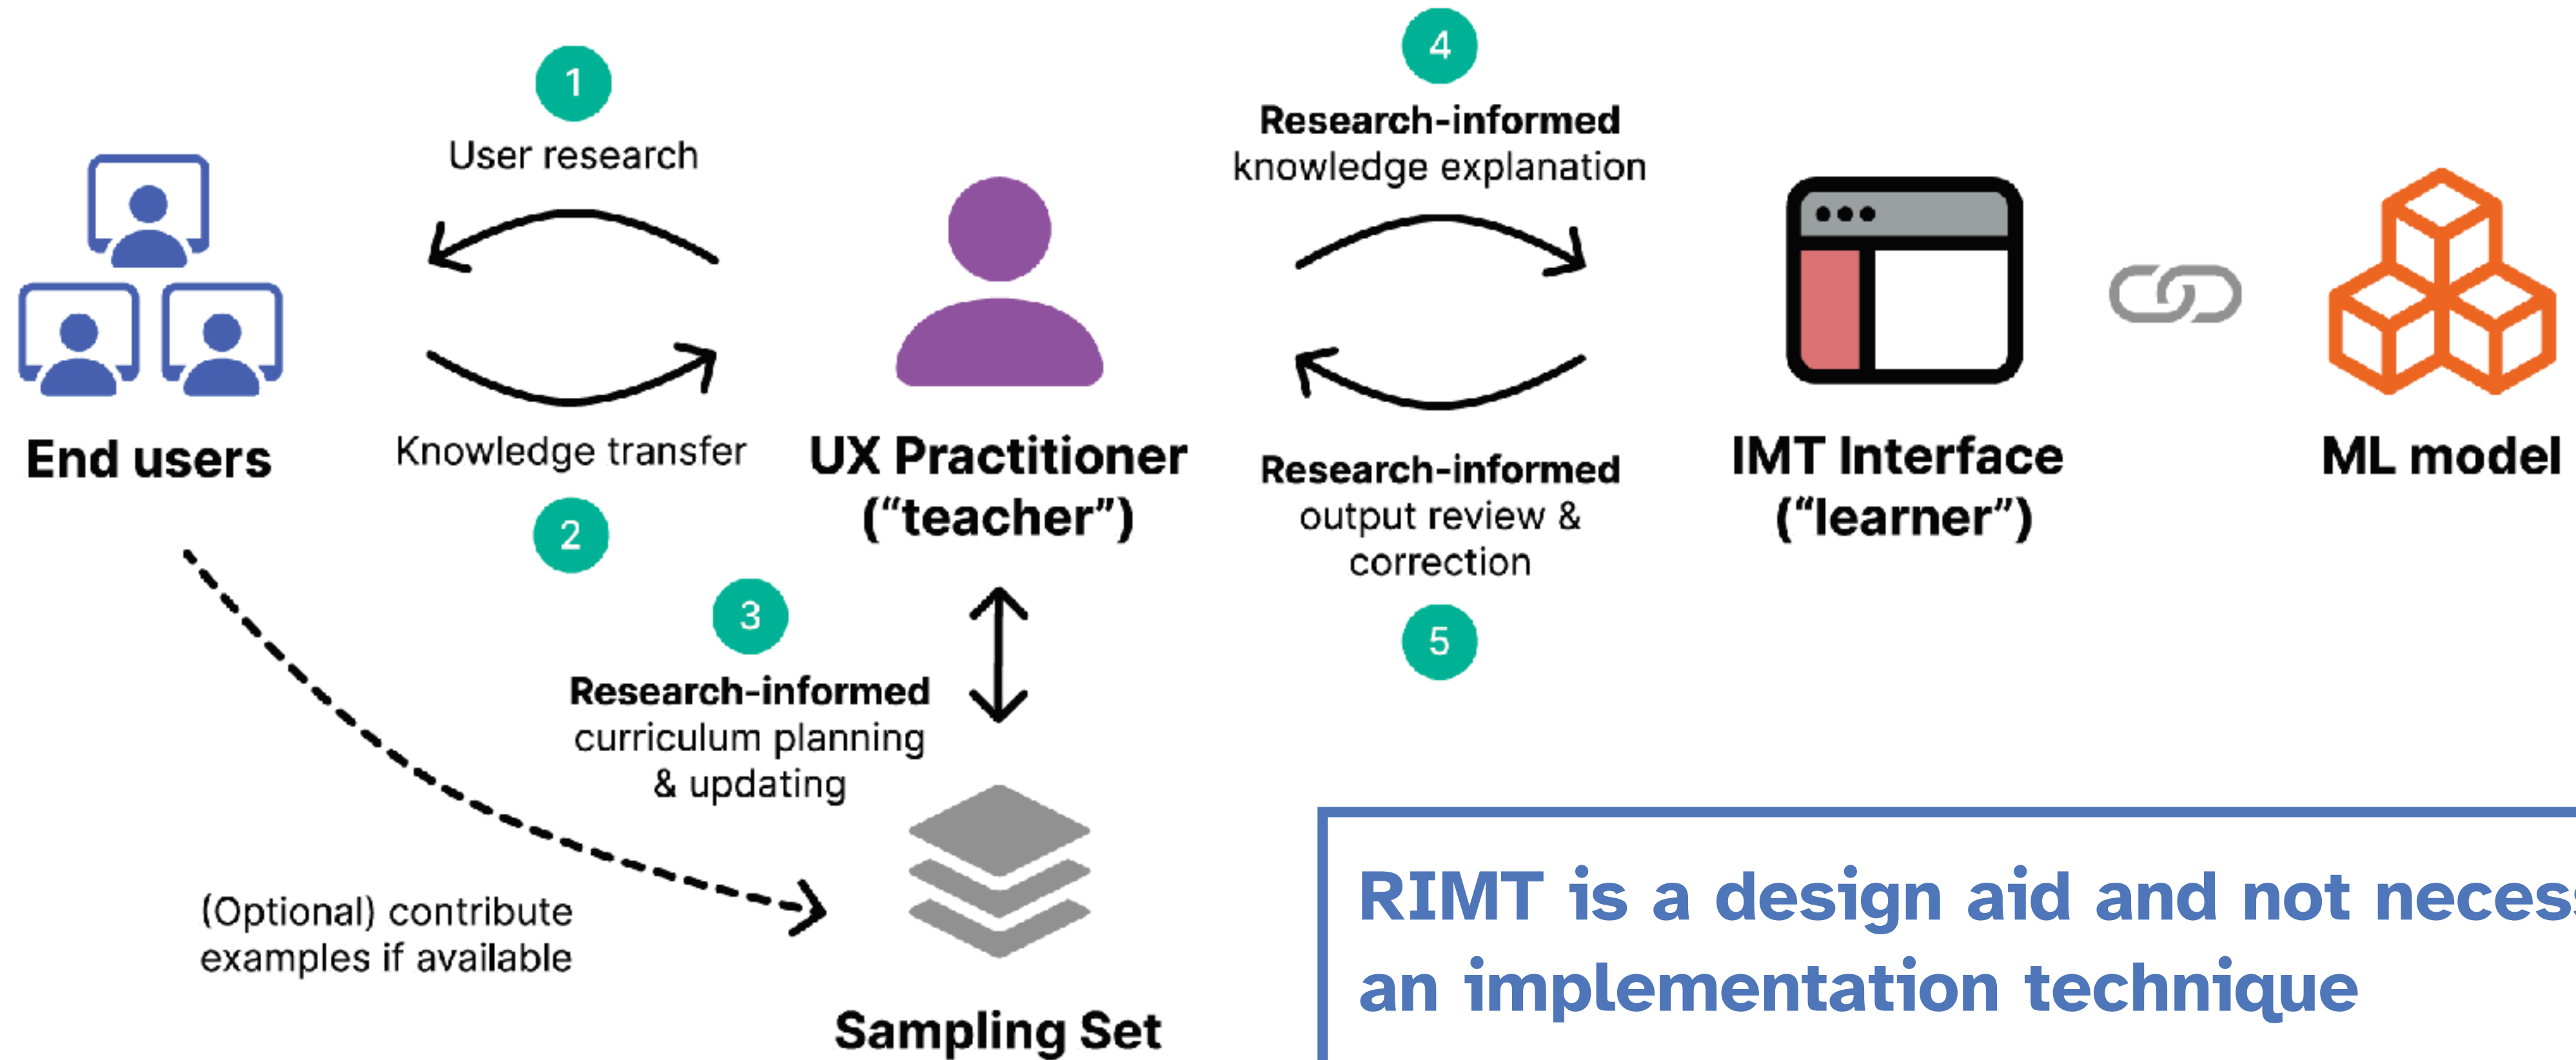 1
User research
End users
Knowledge transfer
2
UX Practitioner
(“teacher”)
4
Research-informed
knowledge explanation
Research-informed
output review &
correction
5
IMT Interface
(“learner”)
ML model
3
Research-informed
curriculum planning
& updating
(Optional) contribute
examples if available
Sampling Set
RIMT is a design aid and not
an implementation technique